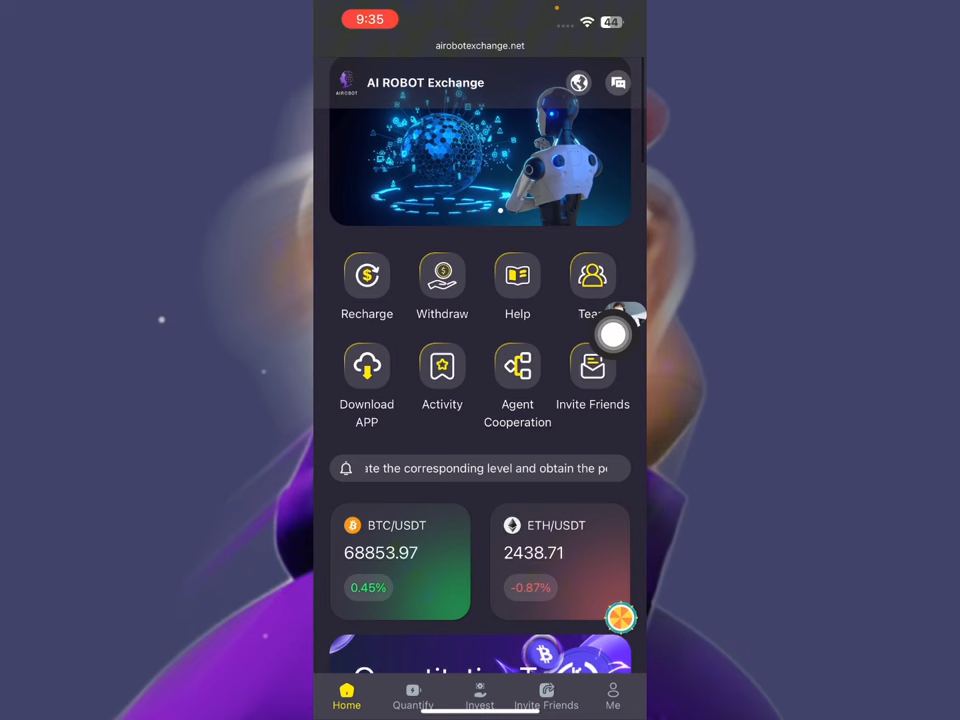 9:35
44
airobotexchange.net
AIROBOT
AI ROBOT Exchange
Recharge
Withdraw
Help
Download APP
Activity
Agent Cooperation
Invite Friends
the corresponding level and obtain the
BTC/USDT
68853.97
0.45%
ETH/USDT
2438.71
-0.87%
Home
Quantify
Invest
Invite Friends
Me